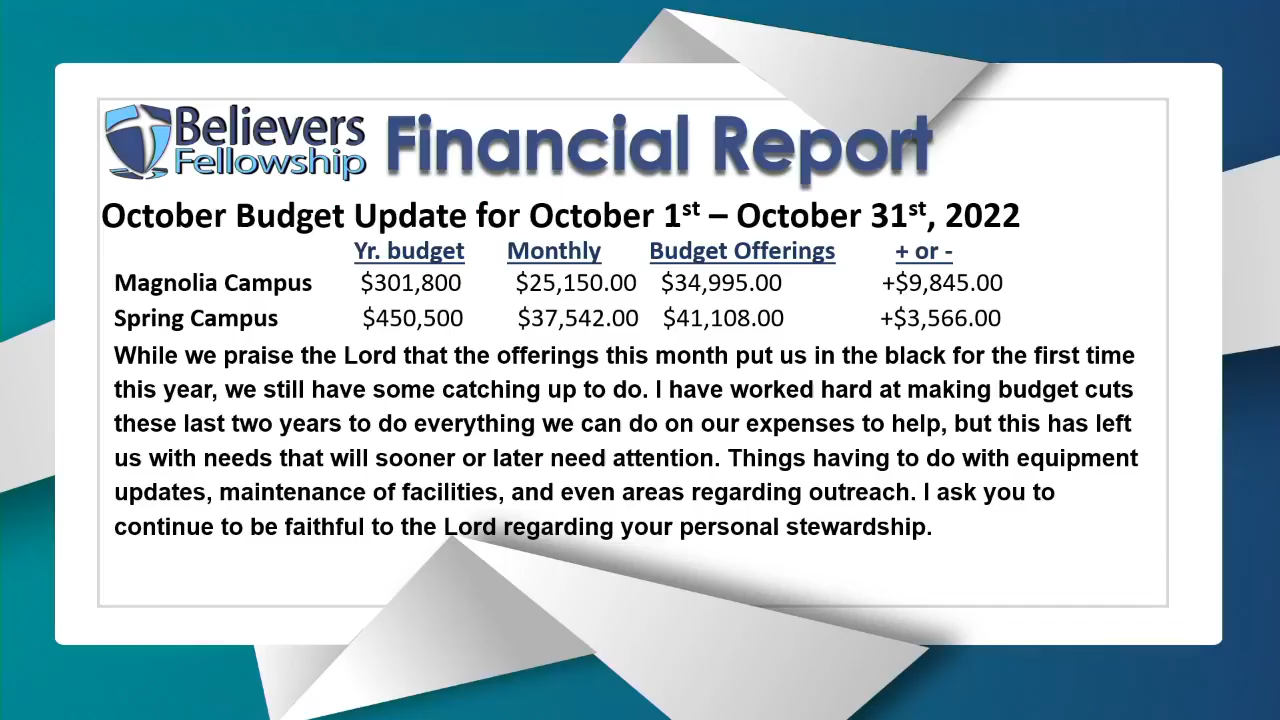 Believers
Fellowship
Financial Report
October Budget Update for October 1st – October 31st, 2022
Yr. budget Monthly Budget Offerings + or -
Magnolia Campus $301,800 $25,150.00 $34,995.00 +$9,845.00
Spring Campus $450,500 $37,542.00 $41,108.00 +$3,566.00
While we praise the Lord that the offerings this month put us in the black for the first time
this year, we still have some catching up to do. I have worked hard at making budget cuts
these last two years to do everything we can do on our expenses to help, but this has left
us with needs that will sooner or later need attention. Things having to do with equipment
updates, maintenance of facilities, and even areas regarding outreach. I ask you to
continue to be faithful to the Lord regarding your personal stewardship.